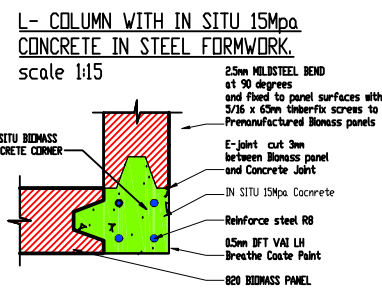 L- COLUMN WITH IN SITU 15Mpa
CONCRETE IN STEEL FORMWORK.
scale 1:15
2.5mm MILDSTEEL BEND
at 90 degrees
and fixed to panel surfaces with
5/16 x 65mm timberfix screws to
Premanufactured Biomass panels
SITU BIOMASS
CRETE CORNER
E-joint cut 3mm
between Biomass panel
and Concrete Joint
IN SITU 15Mpa Cocnrete
Reinforce steel R8
0.5mm DFT VAI LH
Breathe Coate Paint
820 BIOMASS PANEL